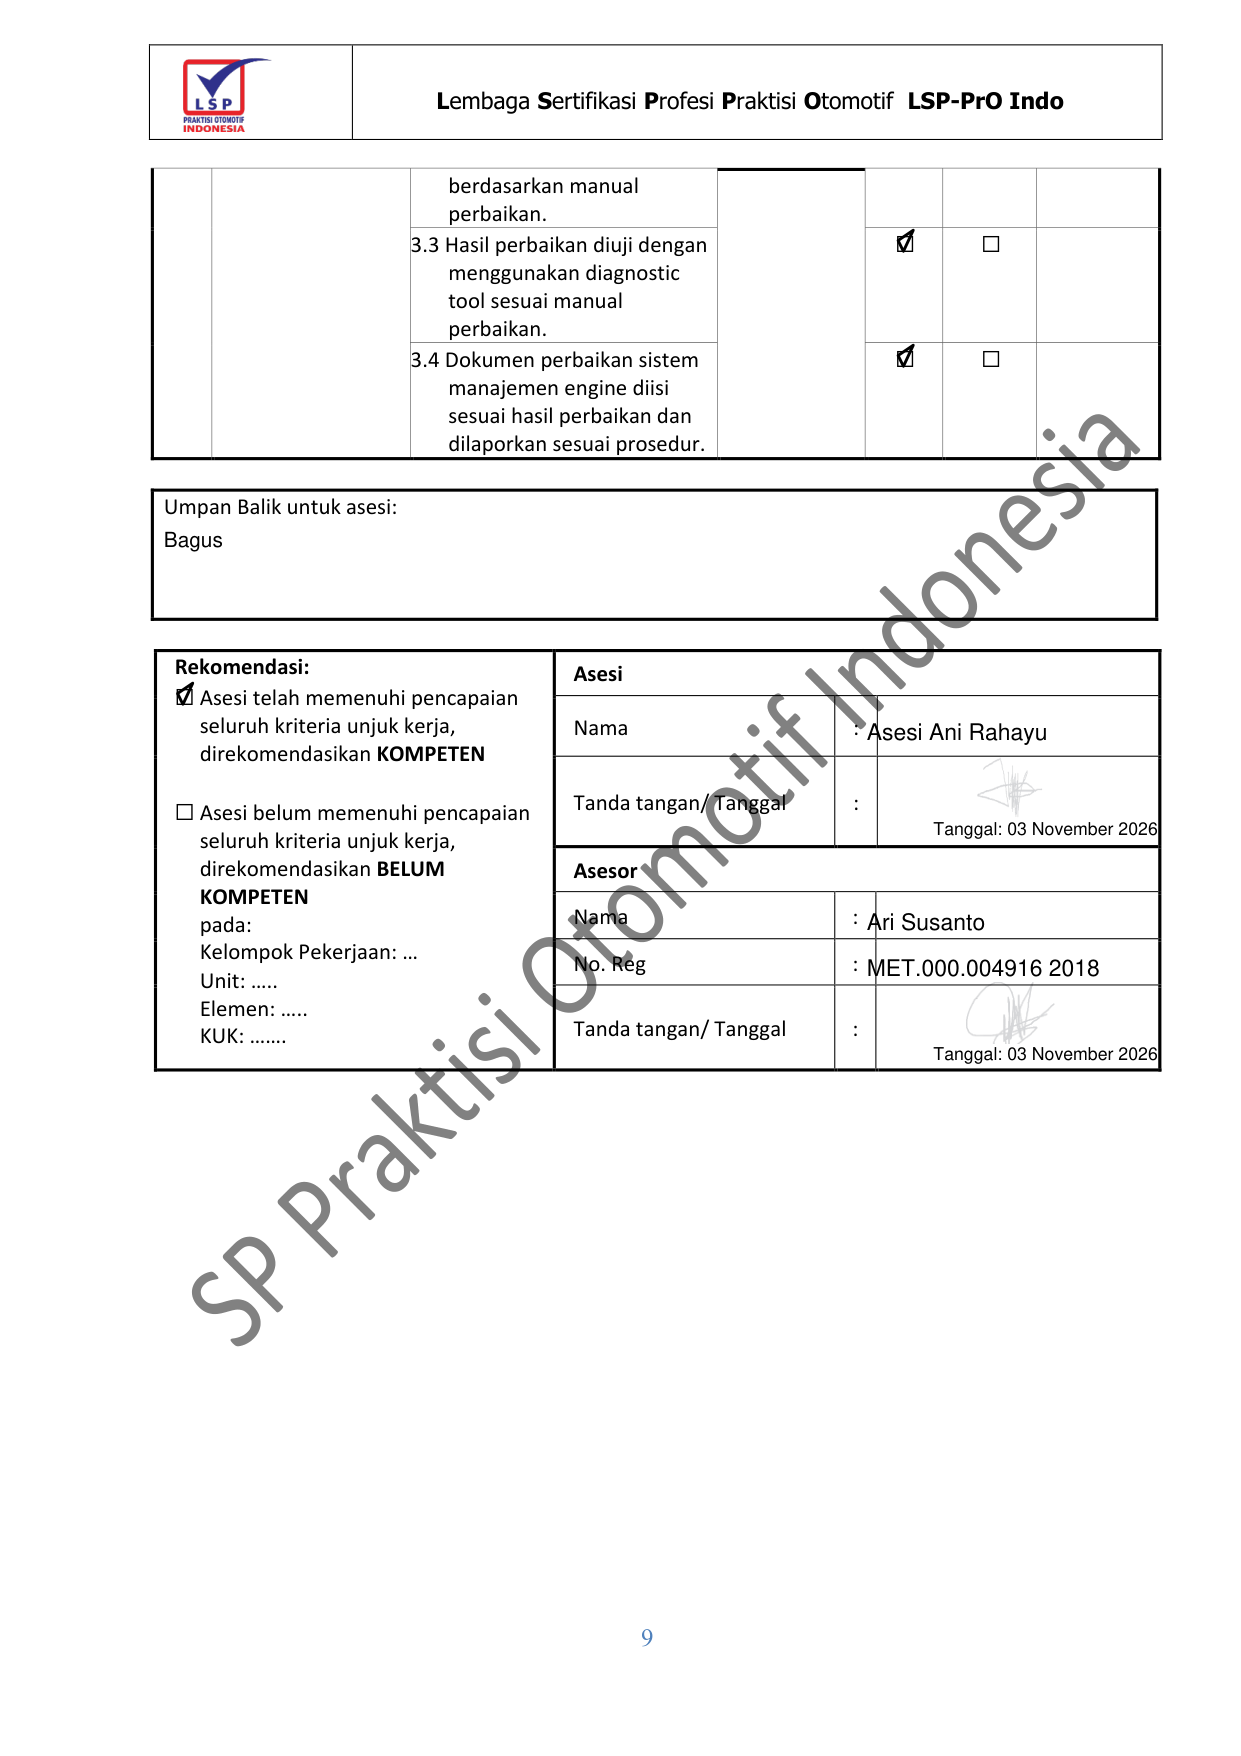 LSP
PRAKTISI OTOMOTIF
INDONESIA
Lembaga Sertifikasi Profesi Praktisi Otomotif LSP-PrO Indo
berdasarkan manual
perbaikan.
3.3 Hasil perbaikan diuji dengan
menggunakan diagnostic
tool sesuai manual
perbaikan.
☑ ☐
3.4 Dokumen perbaikan sistem
manajemen engine diisi
sesuai hasil perbaikan dan
dilaporkan sesuai prosedur.
☑ ☐
Umpan Balik untuk asesi:
Bagus
Rekomendasi:
☑ Asesi telah memenuhi pencapaian
seluruh kriteria unjuk kerja,
direkomendasikan KOMPETEN
☐ Asesi belum memenuhi pencapaian
seluruh kriteria unjuk kerja,
direkomendasikan BELUM
KOMPETEN
pada:
Kelompok Pekerjaan: ...
Unit: .....
Elemen: .....
KUK: .......
Asesi
Nama : Asesi Ani Rahayu
Tanda tangan/ Tanggal :
Tanggal: 03 November 2026
Asesor
Nama : Ari Susanto
No. Reg : MET.000.004916 2018
Tanda tangan/ Tanggal :
Tanggal: 03 November 2026
SP Praktisi Otomotif Indonesia
9